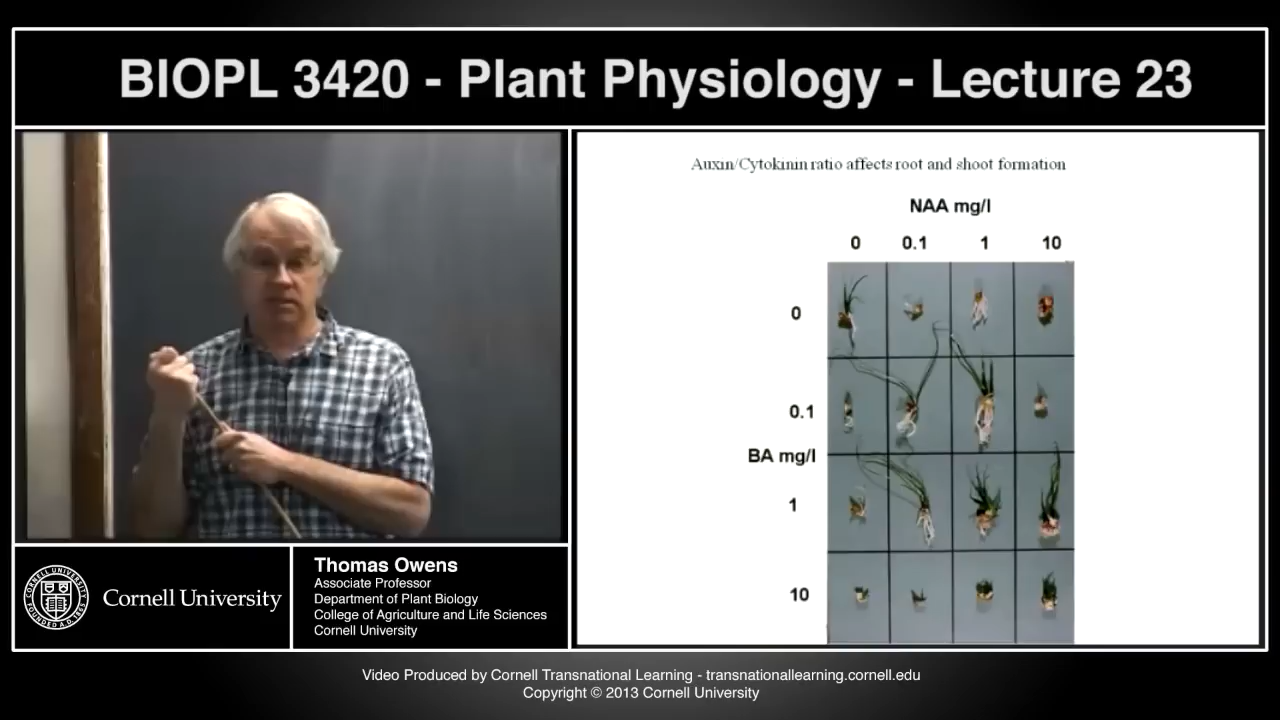 BIOPL 3420 - Plant Physiology - Lecture 23
Auxin/Cytokinin ratio affects root and shoot formation
NAA mg/l
0 0.1 1 10
0
0.1
BA mg/l
1
10
Cornell University
Thomas Owens
Associate Professor
Department of Plant Biology
College of Agriculture and Life Sciences
Cornell University
Video Produced by Cornell Transnational Learning - transnationallearning.cornell.edu
Copyright © 2013 Cornell University